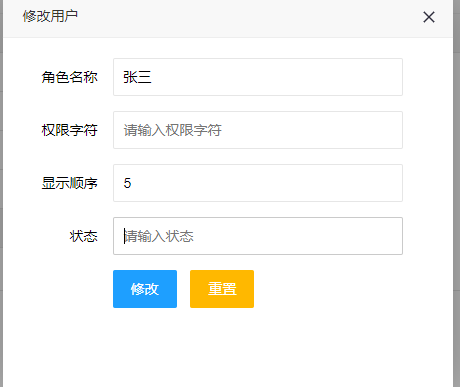 修改用户
角色名称 张三
权限字符 请输入权限字符
显示顺序 5
状态 请输入状态
修改 重置